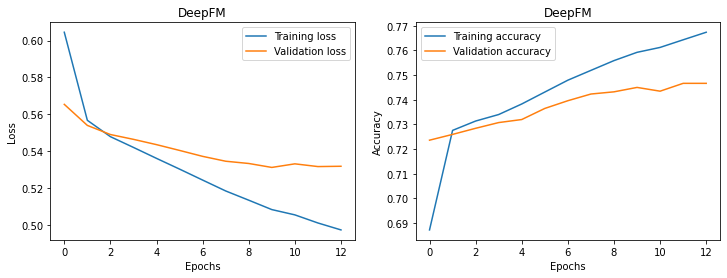 DeepFM
Loss
0.60
0.58
0.56
0.54
0.52
0.50
Training loss
Validation loss
0 2 4 6 8 10 12
Epochs
DeepFM
Accuracy
0.77
0.76
0.75
0.74
0.73
0.72
0.71
0.70
0.69
Training accuracy
Validation accuracy
0 2 4 6 8 10 12
Epochs